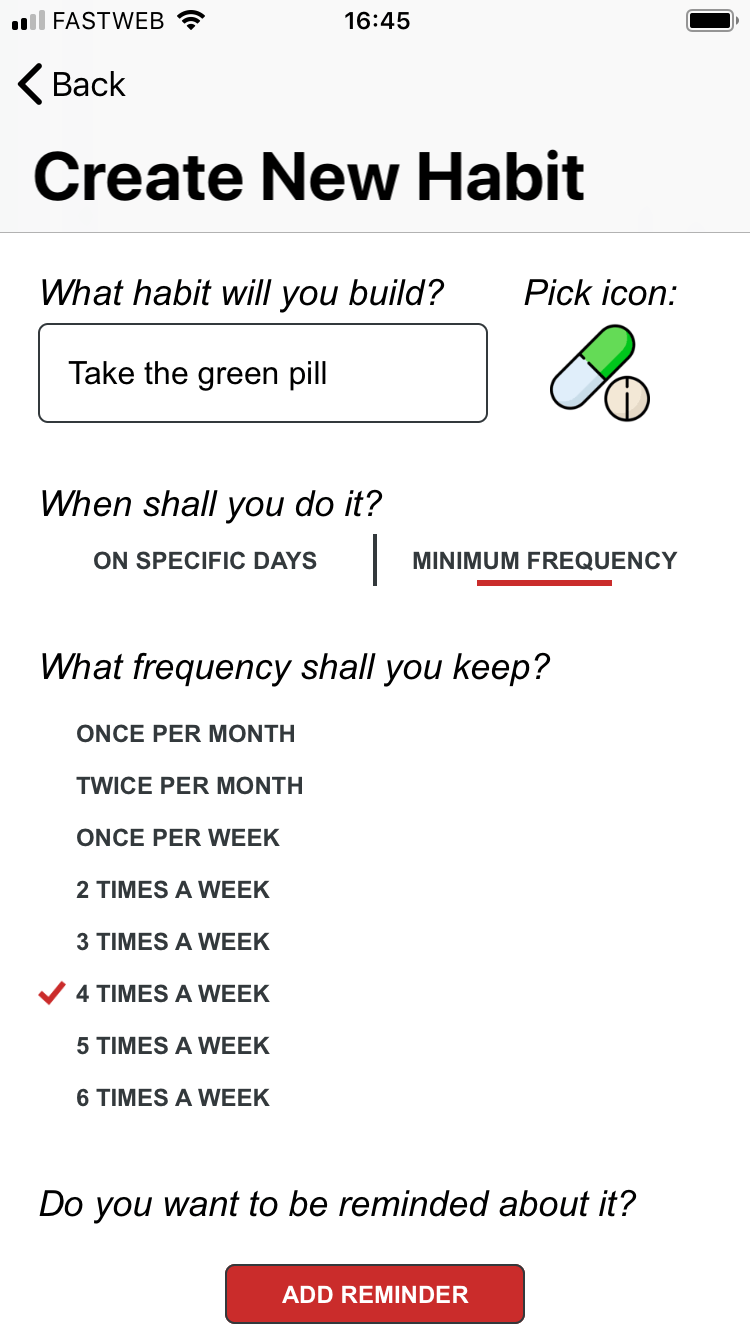 FASTWEB 16:45
Back
Create New Habit
What habit will you build? Pick icon:
Take the green pill
When shall you do it?
ON SPECIFIC DAYS MINIMUM FREQUENCY
What frequency shall you keep?
ONCE PER MONTH
TWICE PER MONTH
ONCE PER WEEK
2 TIMES A WEEK
3 TIMES A WEEK
4 TIMES A WEEK
5 TIMES A WEEK
6 TIMES A WEEK
Do you want to be reminded about it?
ADD REMINDER